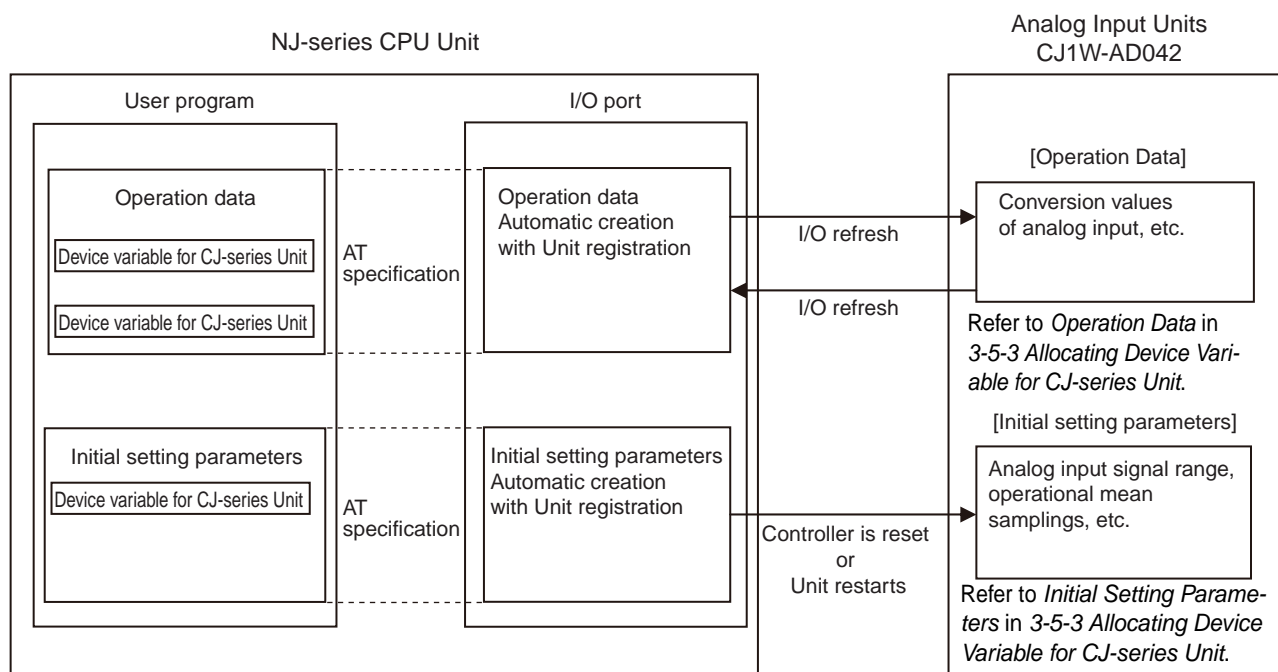 NJ-series CPU Unit
Analog Input Units
CJ1W-AD042
User program
I/O port
Operation data
Device variable for CJ-series Unit
Device variable for CJ-series Unit
AT
specification
Operation data
Automatic creation
with Unit registration
I/O refresh
I/O refresh
[Operation Data]
Conversion values
of analog input, etc.
Refer to Operation Data in
3-5-3 Allocating Device Vari-
able for CJ-series Unit.
Initial setting parameters
Device variable for CJ-series Unit
AT
specification
Initial setting parameters
Automatic creation
with Unit registration
Controller is reset
or
Unit restarts
[Initial setting parameters]
Analog input signal range,
operational mean
samplings, etc.
Refer to Initial Setting Parame-
ters in 3-5-3 Allocating Device
Variable for CJ-series Unit.